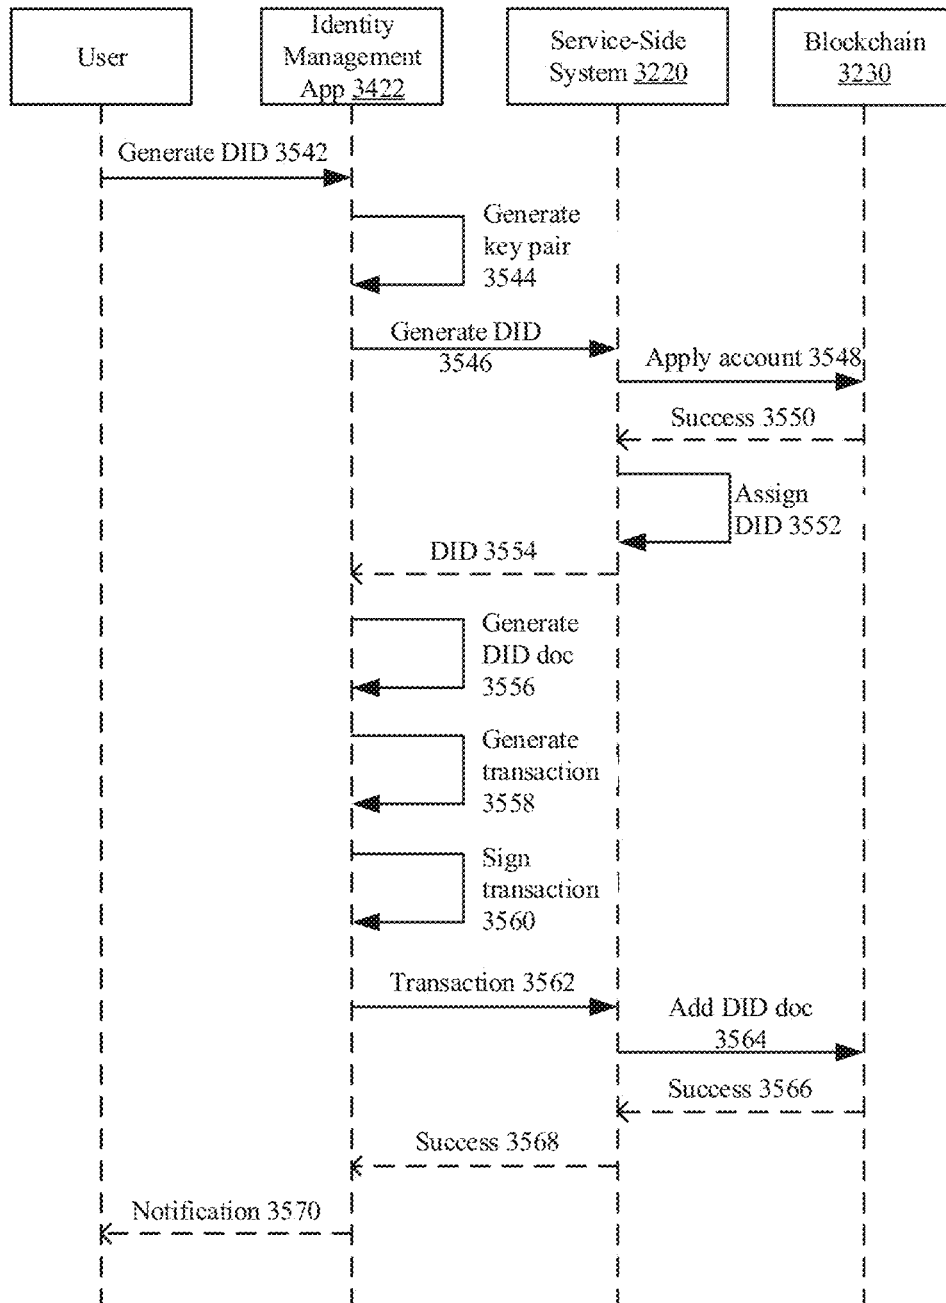 User
Identity
Management
App 3422
Service-Side
System 3220
Blockchain
3230
Generate DID 3542
Generate
key pair
3544
Generate DID
3546
Apply account 3548
Success 3550
Assign
DID 3552
DID 3554
Generate
DID doc
3556
Generate
transaction
3558
Sign
transaction
3560
Transaction 3562
Add DID doc
3564
Success 3566
Success 3568
Notification 3570